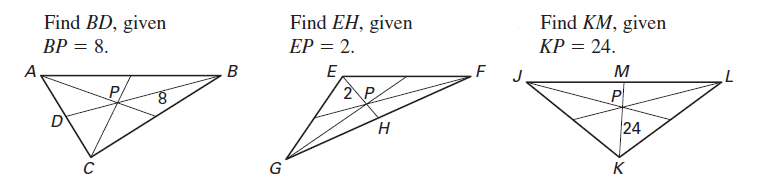 Find BD, given
BP = 8.
A
B
P
8
D
C
Find EH, given
EP = 2.
E
F
2
P
H
G
Find KM, given
KP = 24.
J
M
L
P
24
K